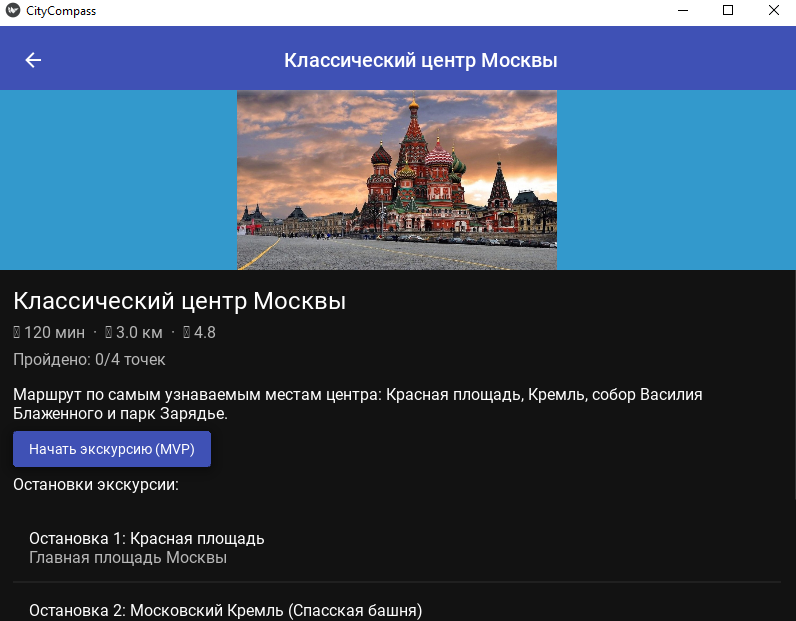 CityCompass
Классический центр Москвы
Классический центр Москвы
120 мин · 3.0 км · 4.8
Пройдено: 0/4 точек
Маршрут по самым узнаваемым местам центра: Красная площадь, Кремль, собор Василия
Блаженного и парк Зарядье.
Начать экскурсию (MVP)
Остановки экскурсии:
Остановка 1: Красная площадь
Главная площадь Москвы
Остановка 2: Московский Кремль (Спасская башня)